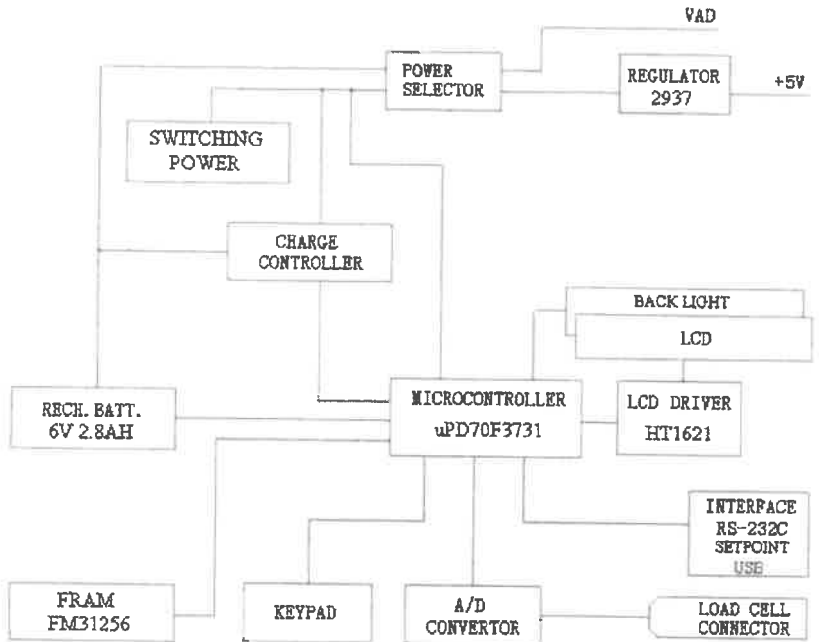 VAD
POWER
SELECTOR
REGULATOR
2937
+5V
SWITCHING
POWER
CHARGE
CONTROLLER
BACK LIGHT
LCD
RECH. BATT.
6V 2.8AH
MICROCONTROLLER
uPD70F3731
LCD DRIVER
HT1621
INTERFACE
RS-232C
SETPOINT
USB
FRAM
FM31256
KEYPAD
A/D
CONVERTOR
LOAD CELL
CONNECTOR